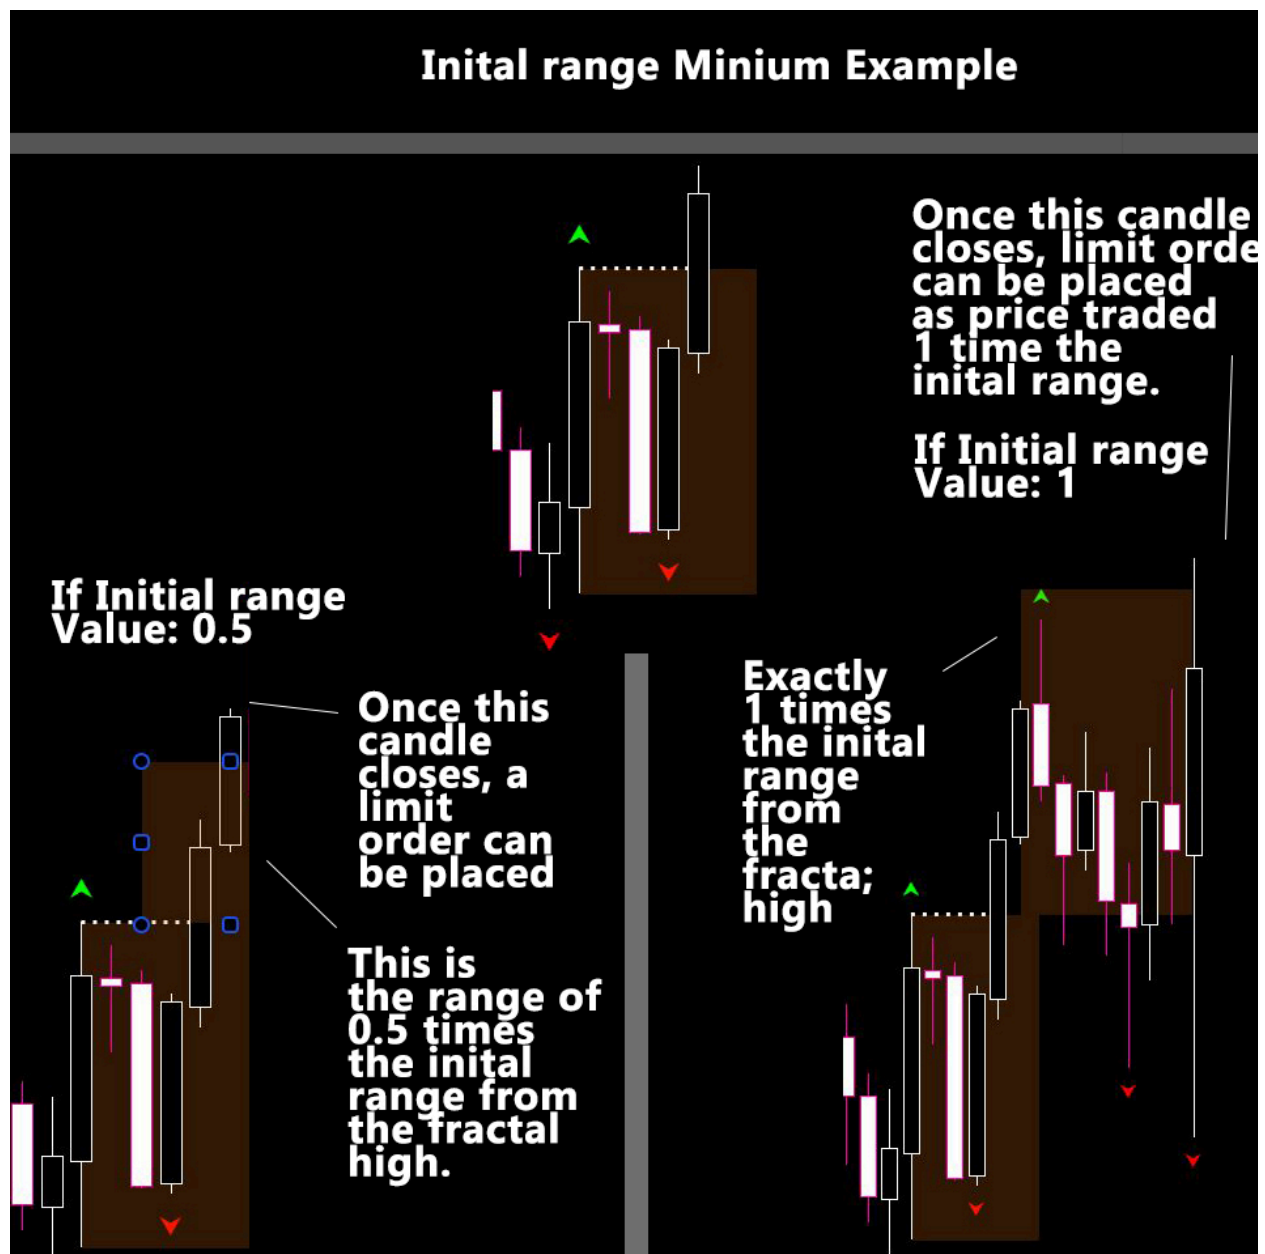 Inital range Minium Example
Once this candle
closes, limit orde
can be placed
as price traded
1 time the
inital range.
If Initial range
Value: 1
If Initial range
Value: 0.5
Once this
candle
closes, a
limit
order can
be placed
This is
the range of
0.5 times
the inital
range from
the fractal
high.
Exactly
1 times
the inital
range
from
the
fracta;
high